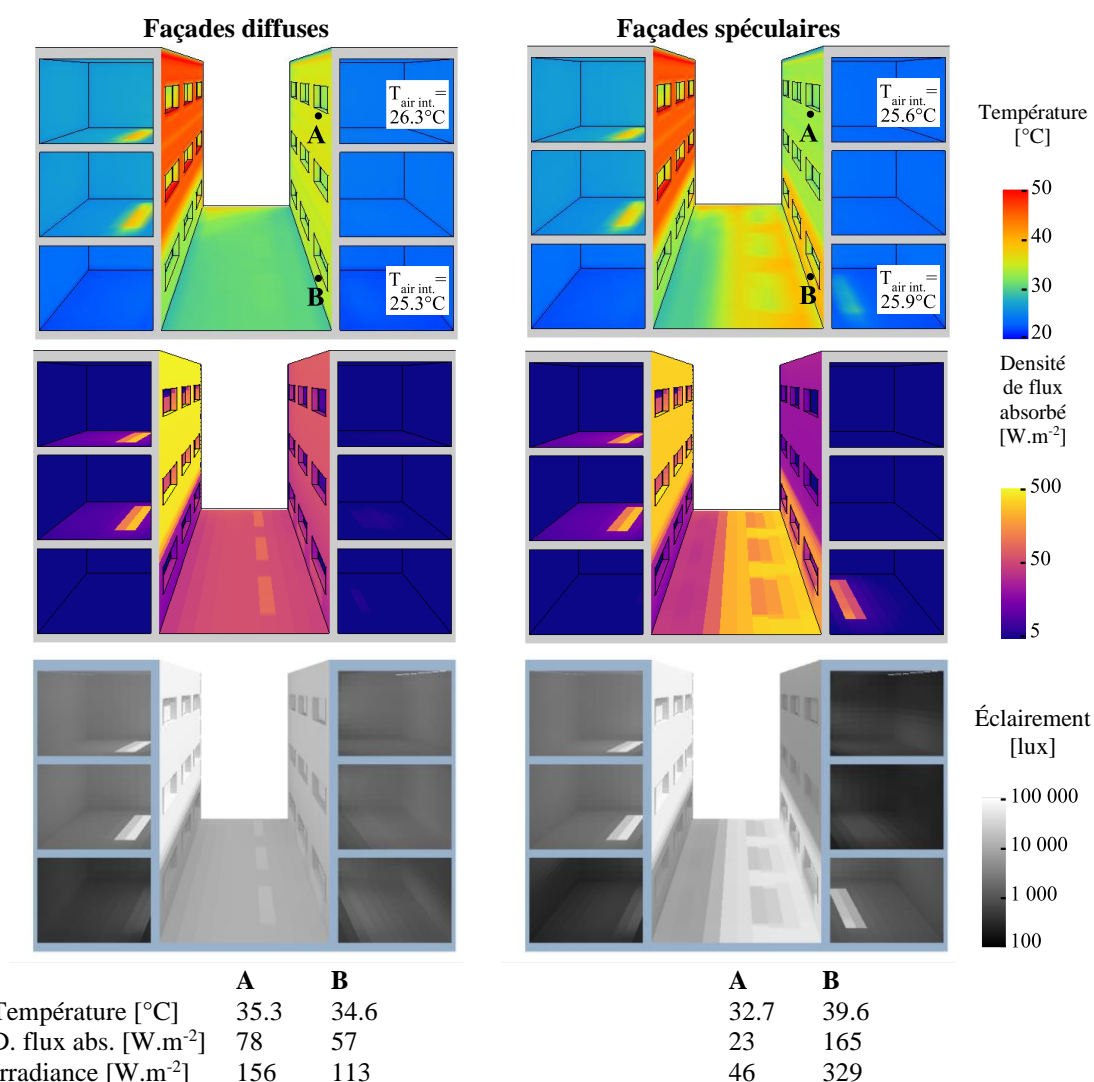 Façades diffuses
Façades spéculaires
T air int. =
26.3°C
A
T air int. =
25.3°C
B
T air int. =
25.6°C
A
T air int. =
25.9°C
B
Température
[°C]
50
40
30
20
Densité
de flux
absorbé
[W.m-2]
500
50
5
Éclairement
[lux]
100 000
10 000
1 000
100
A B A B
Température [°C] 35.3 34.6 32.7 39.6
D. flux abs. [W.m-2] 78 57 23 165
rradiance [W.m-2] 156 113 46 329